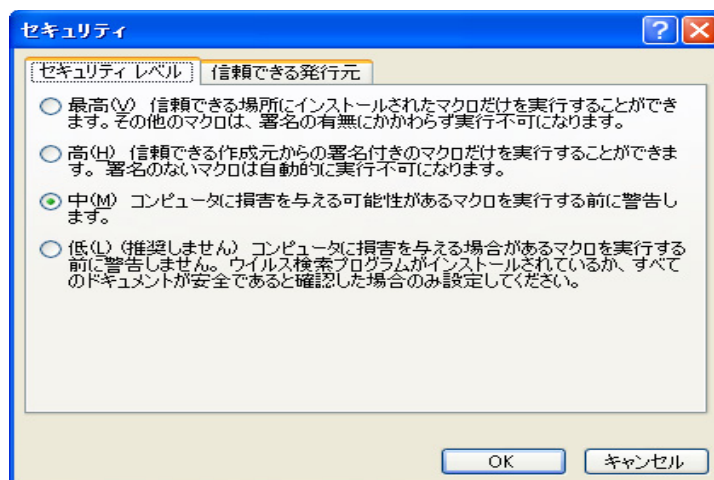 セキュリティ
セキュリティ レベル 信頼できる発行元
最高(V) 信頼できる場所にインストールされたマクロだけを実行することができ
ます。その他のマクロは、署名の有無にかかわらず実行不可になります。
高(H) 信頼できる作成元からの署名付きのマクロだけを実行することができま
す。 署名のないマクロは自動的に実行不可になります。
中(M) コンピュータに損害を与える可能性があるマクロを実行する前に警告し
ます。
低(L) (推奨しません) コンピュータに損害を与える場合があるマクロを実行する
前に警告しません。ウイルス検索プログラムがインストールされているか、すべて
のドキュメントが安全であると確認した場合のみ設定してください。
OK キャンセル